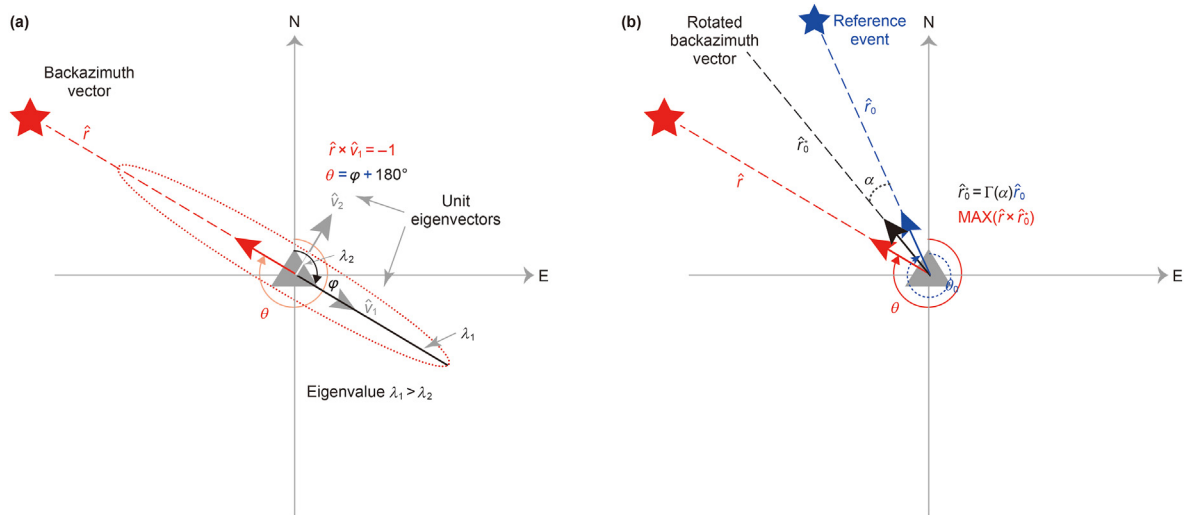 (a)
N
Backazimuth
vector
r̂
r̂ × v̂₁ = −1
θ = φ + 180°
v̂₂
Unit
eigenvectors
λ₂
E
φ
v̂₁
θ
λ₁
Eigenvalue λ₁ > λ₂
(b)
N
Rotated
backazimuth
vector
Reference
event
r̂₀
r̂₀*
r̂
α
r̂₀* = Γ(α)r̂₀
MAX(r̂ × r̂₀*)
E
θ₀
θ